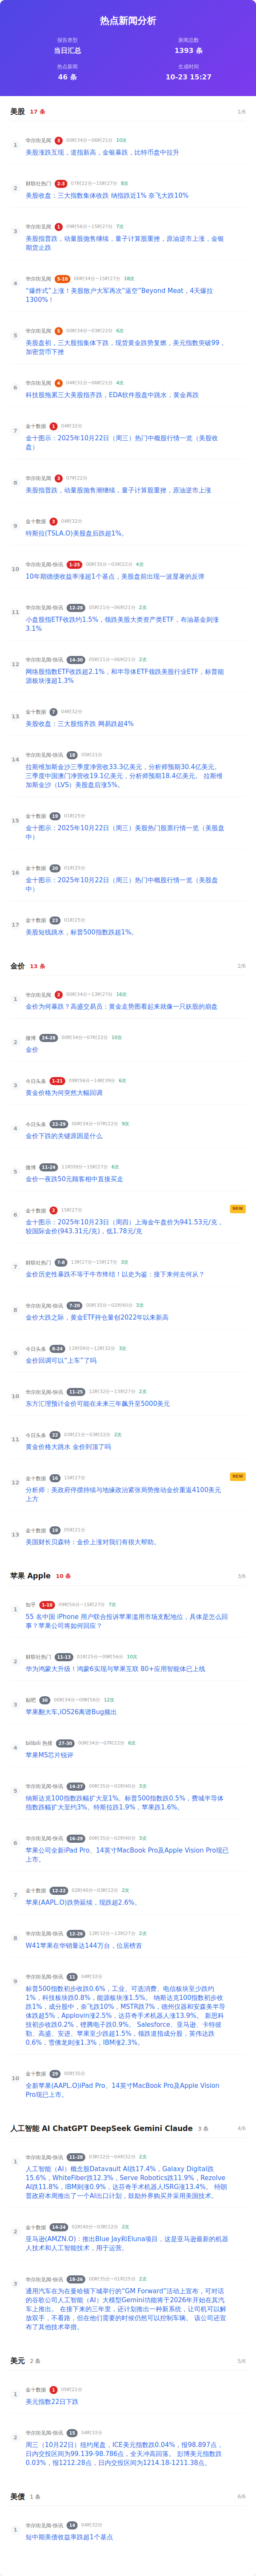 热点新闻分析
报告类型
新闻总数
当日汇总
1393 条
热点新闻
生成时间
46 条
10-23 15:27
美股 17 条 1/6
1
华尔街见闻 3 00时34分~06时21分 10次
美股涨跌互现，道指新高，金银暴跌，比特币盘中拉升
2
财联社热门 2-3 07时22分~15时27分 8次
美股收盘：三大指数集体收跌 纳指跌近1% 奈飞大跌10%
3
华尔街见闻 1 09时56分~15时27分 7次
美股指普跌，动量股抛售继续，量子计算股重挫，原油逆市上涨，金银
期货止跌
4
华尔街见闻 5-10 00时34分~15时27分 18次
“爆炸式”上涨！美股散户大军再次“逼空”Beyond Meat，4天爆拉
1300%！
5
华尔街见闻 5 00时34分~03时22分 6次
美股盘初，三大股指集体下跌，现货黄金跌势复燃，美元指数突破99，
加密货币下挫
6
华尔街见闻 4 04时31分~06时21分 4次
科技股拖累三大美股指齐跌，EDA软件股盘中跳水，黄金再跌
7
金十数据 1 04时32分
金十图示：2025年10月22日（周三）热门中概股行情一览（美股收
盘）
8
华尔街见闻 3 07时22分
美股指普跌，动量股抛售潮继续，量子计算股重挫，原油逆市上涨
9
金十数据 3 04时32分
特斯拉(TSLA.O)美股盘后跌超1%。
10
华尔街见闻-快讯 1-25 00时35分~03时22分 4次
10年期德债收益率涨超1个基点，美股盘前出现一波显著的反弹
11
华尔街见闻-快讯 12-28 05时21分~06时21分 2次
小盘股指ETF收跌约1.5%，领跌美股大类资产类ETF，布油基金则涨
3.1%
12
华尔街见闻-快讯 14-30 05时21分~06时21分 2次
网络股指数ETF收跌超2.1%，和半导体ETF领跌美股行业ETF，标普能
源板块涨超1.3%
13
金十数据 7 04时32分
美股收盘：三大股指齐跌 网易跌超4%
14
华尔街见闻-快讯 18 05时21分
拉斯维加斯金沙三季度净营收33.3亿美元，分析师预期30.4亿美元。
三季度中国澳门净营收19.1亿美元，分析师预期18.4亿美元。 拉斯维
加斯金沙（LVS）美股盘后涨5%。
15
金十数据 19 01时25分
金十图示：2025年10月22日（周三）美股热门股票行情一览（美股盘
中）
16
金十数据 20 01时25分
金十图示：2025年10月22日（周三）热门中概股行情一览（美股盘
中）
17
金十数据 23 01时25分
美股短线跳水，标普500指数跌超1%。
金价 13 条 2/6
1
华尔街见闻 2 00时34分~13时27分 16次
金价为何暴跌？高盛交易员：黄金走势图看起来就像一只妖股的崩盘
2
微博 24-28 00时34分~07时22分 10次
金价
3
今日头条 1-21 09时56分~14时39分 6次
黄金价格为何突然大幅回调
4
今日头条 23-29 00时34分~07时22分 9次
金价下跌的关键原因是什么
5
微博 11-24 11时09分~15时27分 6次
金价一夜跌50元顾客相中直接买走
6
金十数据 2 15时27分 NEW
金十图示：2025年10月23日（周四）上海金午盘价为941.53元/克，
较国际金价(943.31元/克)，低1.78元/克
7
财联社热门 7-8 13时27分~15时27分 3次
金价历史性暴跌不等于牛市终结！以史为鉴：接下来何去何从？
8
华尔街见闻-快讯 7-20 00时35分~02时40分 3次
金价大跌之际，黄金ETF持仓量创2022年以来新高
9
今日头条 8-24 11时09分~12时32分 3次
金价回调可以“上车”了吗
10
华尔街见闻-快讯 11-25 12时32分~13时27分 2次
东方汇理预计金价可能在未来三年飙升至5000美元
11
今日头条 22 03时21分~03时23分 2次
黄金价格大跳水 金价到顶了吗
12
金十数据 16 15时27分 NEW
分析师：美政府停摆持续与地缘政治紧张局势推动金价重返4100美元
上方
13
金十数据 19 05时21分
美国财长贝森特：金价上涨对我们有很大帮助。
苹果 Apple 10 条 3/6
1
知乎 1-10 09时56分~15时27分 7次
55 名中国 iPhone 用户联合投诉苹果滥用市场支配地位，具体是怎么回
事？苹果公司将如何回应？
2
财联社热门 11-13 02时25分~09时56分 10次
华为鸿蒙大升级！鸿蒙6实现与苹果互联 80+应用智能体已上线
3
贴吧 30 00时34分~09时56分 12次
苹果翻大车,iOS26离谱Bug频出
4
bilibili 热搜 27-30 00时34分~07时22分 6次
苹果M5芯片锐评
5
华尔街见闻-快讯 14-27 00时35分~02时40分 3次
纳斯达克100指数跌幅扩大至1%。标普500指数跌0.5%，费城半导体
指数跌幅扩大至约3%。特斯拉跌1.9%，苹果跌1.6%。
6
华尔街见闻-快讯 16-29 00时35分~02时40分 3次
苹果公司全新iPad Pro、14英寸MacBook Pro及Apple Vision Pro现已
上市。
7
金十数据 12-22 02时40分~03时22分 2次
苹果(AAPL.O)跌势延续，现跌超2.6%。
8
华尔街见闻-快讯 12-26 12时32分~13时27分 2次
W41苹果在华销量达144万台，位居榜首
9
华尔街见闻-快讯 11 04时32分
标普500指数初步收跌0.6%，工业、可选消费、电信板块至少跌约
1%，科技板块跌0.8%，能源板块涨1.5%。 纳斯达克100指数初步收
跌1%，成分股中，奈飞跌10%，MSTR跌7%，德州仪器和安森美半导
体跌超5%，Applovin涨2.5%，达芬奇手术机器人涨13.9%。 新思科
技初步收跌0.2%，铿腾电子跌0.9%。 Salesforce、亚马逊、卡特彼
勒、高盛、安进、苹果至少跌超1.5%，领跌道指成分股，英伟达跌
0.6%，雪佛龙则涨1.3%，IBM涨2.3%。
10
金十数据 29 00时35分
全新苹果(AAPL.O)iPad Pro、14英寸MacBook Pro及Apple Vision
Pro现已上市。
人工智能 AI ChatGPT DeepSeek Gemini Claude 3 条 4/6
1
华尔街见闻-快讯 11-28 03时22分~04时32分 2次
人工智能（AI）概念股Datavault AI跌17.4%，Galaxy Digital跌
15.6%，WhiteFiber跌12.3%，Serve Robotics跌11.9%，Rezolve
AI跌11.8%，IBM则涨0.9%，达芬奇手术机器人ISRG涨13.4%。 特朗
普政府本周推出了一个AI出口计划，鼓励外界购买并采用美国技术。
2
金十数据 14-24 02时40分~03时22分 2次
亚马逊(AMZN.O)：推出Blue Jay和Eluna项目，这是亚马逊最新的机器
人技术和人工智能技术，用于运营。
3
华尔街见闻-快讯 18-26 00时35分~01时25分 2次
通用汽车在为在曼哈顿下城举行的“GM Forward”活动上宣布，可对话
的谷歌公司人工智能（AI）大模型Gemini功能将于2026年开始在其汽
车上推出。 在接下来的三年里，还计划推出一种新系统，让司机可以解
放双手，不看路，但在他们需要的时候仍然可以控制车辆。 该公司还宣
布了其他技术举措。
美元 2 条 5/6
1
金十数据 1 05时21分
美元指数22日下跌
2
华尔街见闻-快讯 15 04时32分
周三（10月22日）纽约尾盘，ICE美元指数跌0.04%，报98.897点，
日内交投区间为99.139-98.786点，全天冲高回落。 彭博美元指数跌
0.03%，报1212.28点，日内交投区间为1214.18-1211.38点。
美债 1 条 6/6
1
华尔街见闻-快讯 14 04时32分
短中期美债收益率跌超1个基点